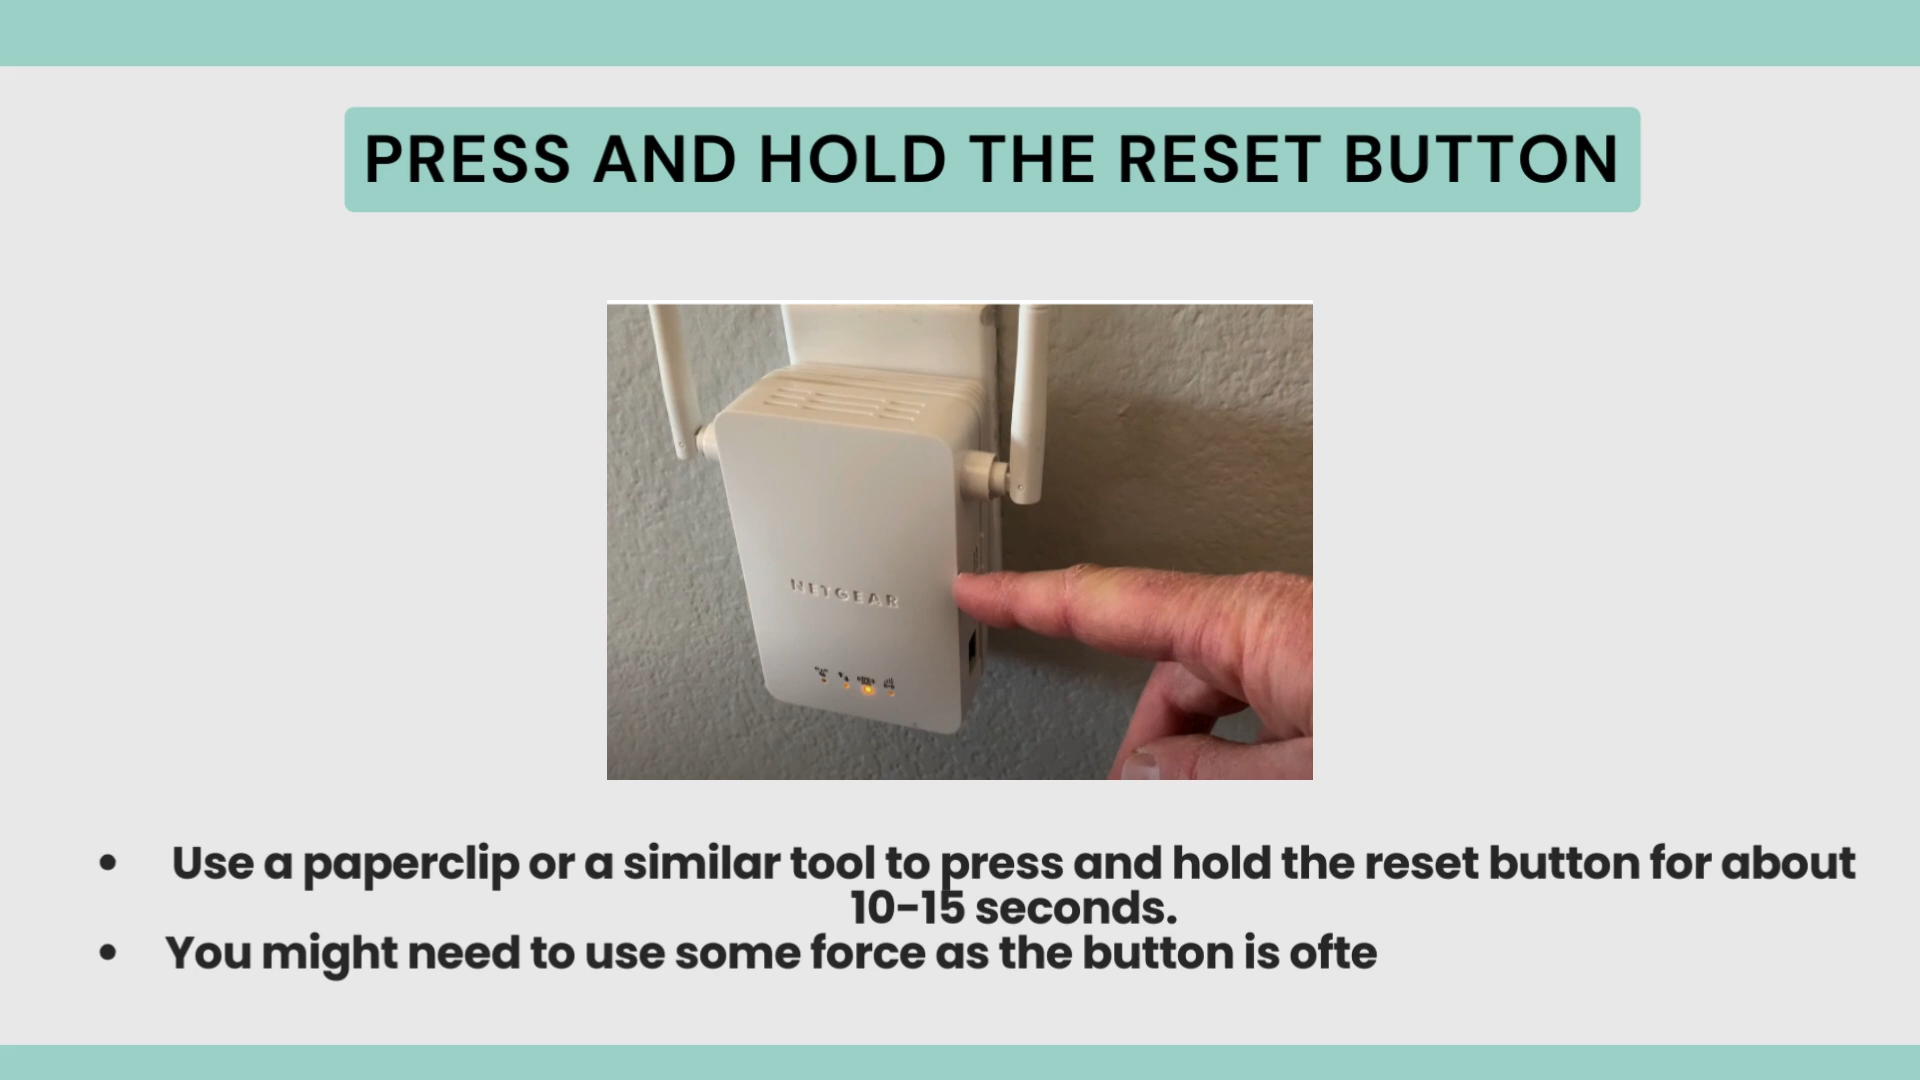 PRESS AND HOLD THE RESET BUTTON
NETGEAR
• Use a paperclip or a similar tool to press and hold the reset button for about
10-15 seconds.
• You might need to use some force as the button is ofte